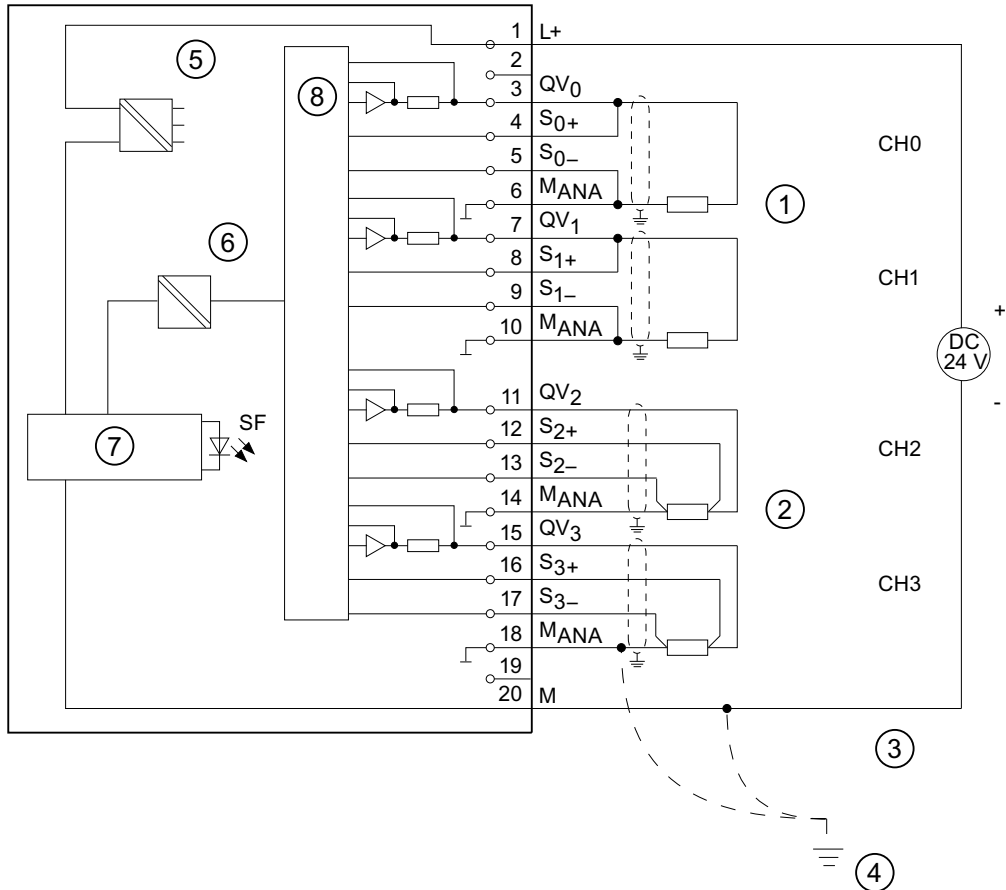 1 L+
2
3 QV0
4 S0+
5 S0–
6 MANA
7 QV1
8 S1+
9 S1–
10 MANA
11 QV2
12 S2+
13 S2–
14 MANA
15 QV3
16 S3+
17 S3–
18 MANA
19
20 M
⑤
⑧
⑥
⑦
SF
CH0
①
CH1
+
DC
24 V
-
CH2
②
CH3
③
④